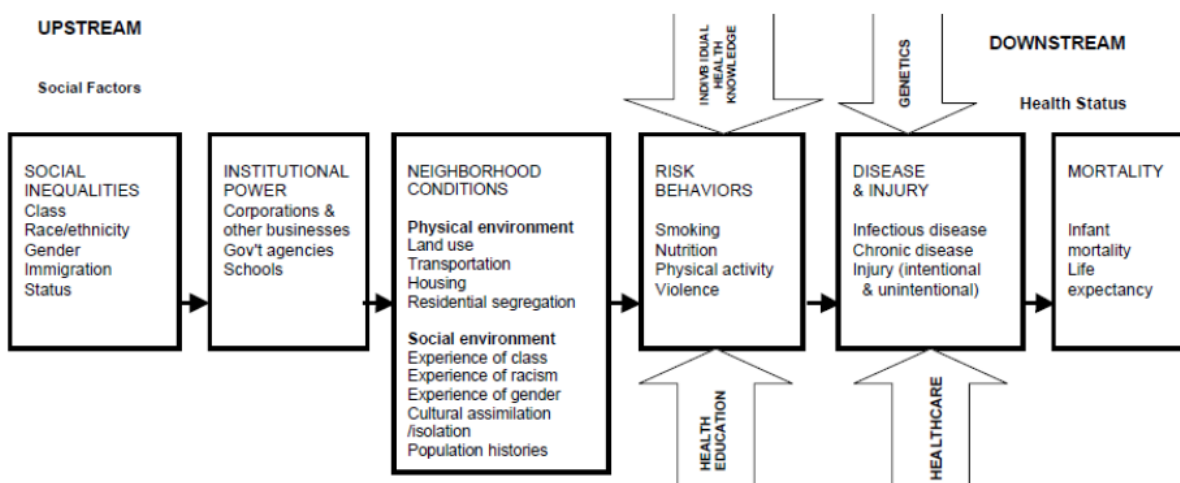 UPSTREAM
Social Factors
INDIVBIDUAL
HEALTH
KNOWLEDGE
GENETICS
DOWNSTREAM
Health Status
SOCIAL
INEQUALITIES
Class
Race/ethnicity
Gender
Immigration
Status
INSTITUTIONAL
POWER
Corporations &
other businesses
Gov't agencies
Schools
NEIGHBORHOOD
CONDITIONS
Physical environment
Land use
Transportation
Housing
Residential segregation
Social environment
Experience of class
Experience of racism
Experience of gender
Cultural assimilation
/isolation
Population histories
RISK
BEHAVIORS
Smoking
Nutrition
Physical activity
Violence
DISEASE
& INJURY
Infectious disease
Chronic disease
Injury (intentional
& unintentional)
MORTALITY
Infant
mortality
Life
expectancy
HEALTH
EDUCATION
HEALTHCARE